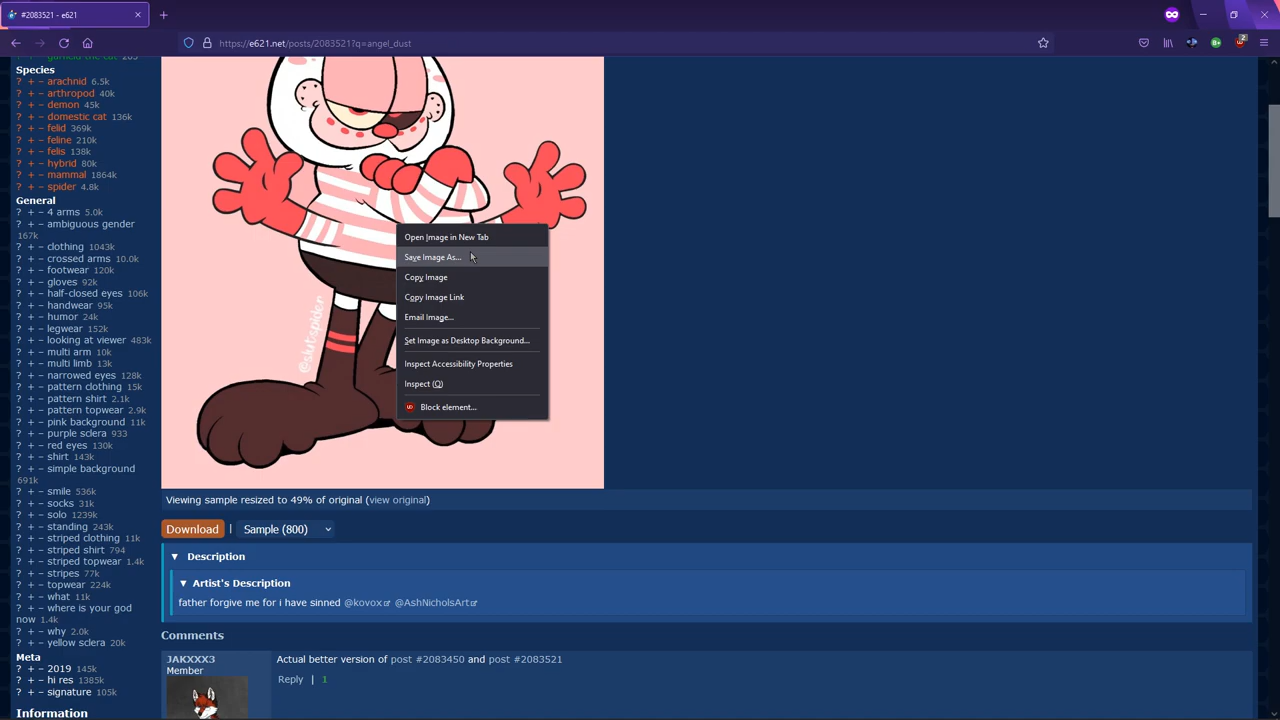 #2083521 - e621
https://e621.net/posts/2083521?q=angel_dust
2
Species
? + - arachnid 6.5k
? + - arthropod 40k
? + - demon 45k
? + - domestic cat 136k
? + - felid 369k
? + - feline 210k
? + - felis 138k
? + - hybrid 80k
? + - mammal 1864k
? + - spider 4.8k
General
? + - 4 arms 5.0k
? + - ambiguous gender
167k
? + - clothing 1043k
? + - crossed arms 10.0k
? + - footwear 120k
? + - gloves 92k
? + - half-closed eyes 106k
? + - handwear 95k
? + - humor 24k
? + - legwear 152k
? + - looking at viewer 483k
? + - multi arm 10k
? + - multi limb 13k
? + - narrowed eyes 128k
? + - pattern clothing 15k
? + - pattern shirt 2.1k
? + - pattern topwear 2.9k
? + - pink background 11k
? + - purple sclera 933
? + - red eyes 130k
? + - shirt 143k
? + - simple background
691k
? + - smile 536k
? + - socks 31k
? + - solo 1239k
? + - standing 243k
? + - striped clothing 11k
? + - striped shirt 794
? + - striped topwear 1.4k
? + - stripes 77k
? + - topwear 224k
? + - what 11k
? + - where is your god
now 1.4k
? + - why 2.0k
? + - yellow sclera 20k
Meta
? + - 2019 145k
? + - hi res 1385k
? + - signature 105k
Information
@slutspider
Open Image in New Tab
Save Image As...
Copy Image
Copy Image Link
Email Image...
Set Image as Desktop Background...
Inspect Accessibility Properties
Inspect (Q)
Block element...
Viewing sample resized to 49% of original (view original)
Download | Sample (800)
▼ Description
▼ Artist's Description
father forgive me for i have sinned @kovox @AshNicholsArt
Comments
JAKXXX3
Member
Actual better version of post #2083450 and post #2083521
Reply | 1